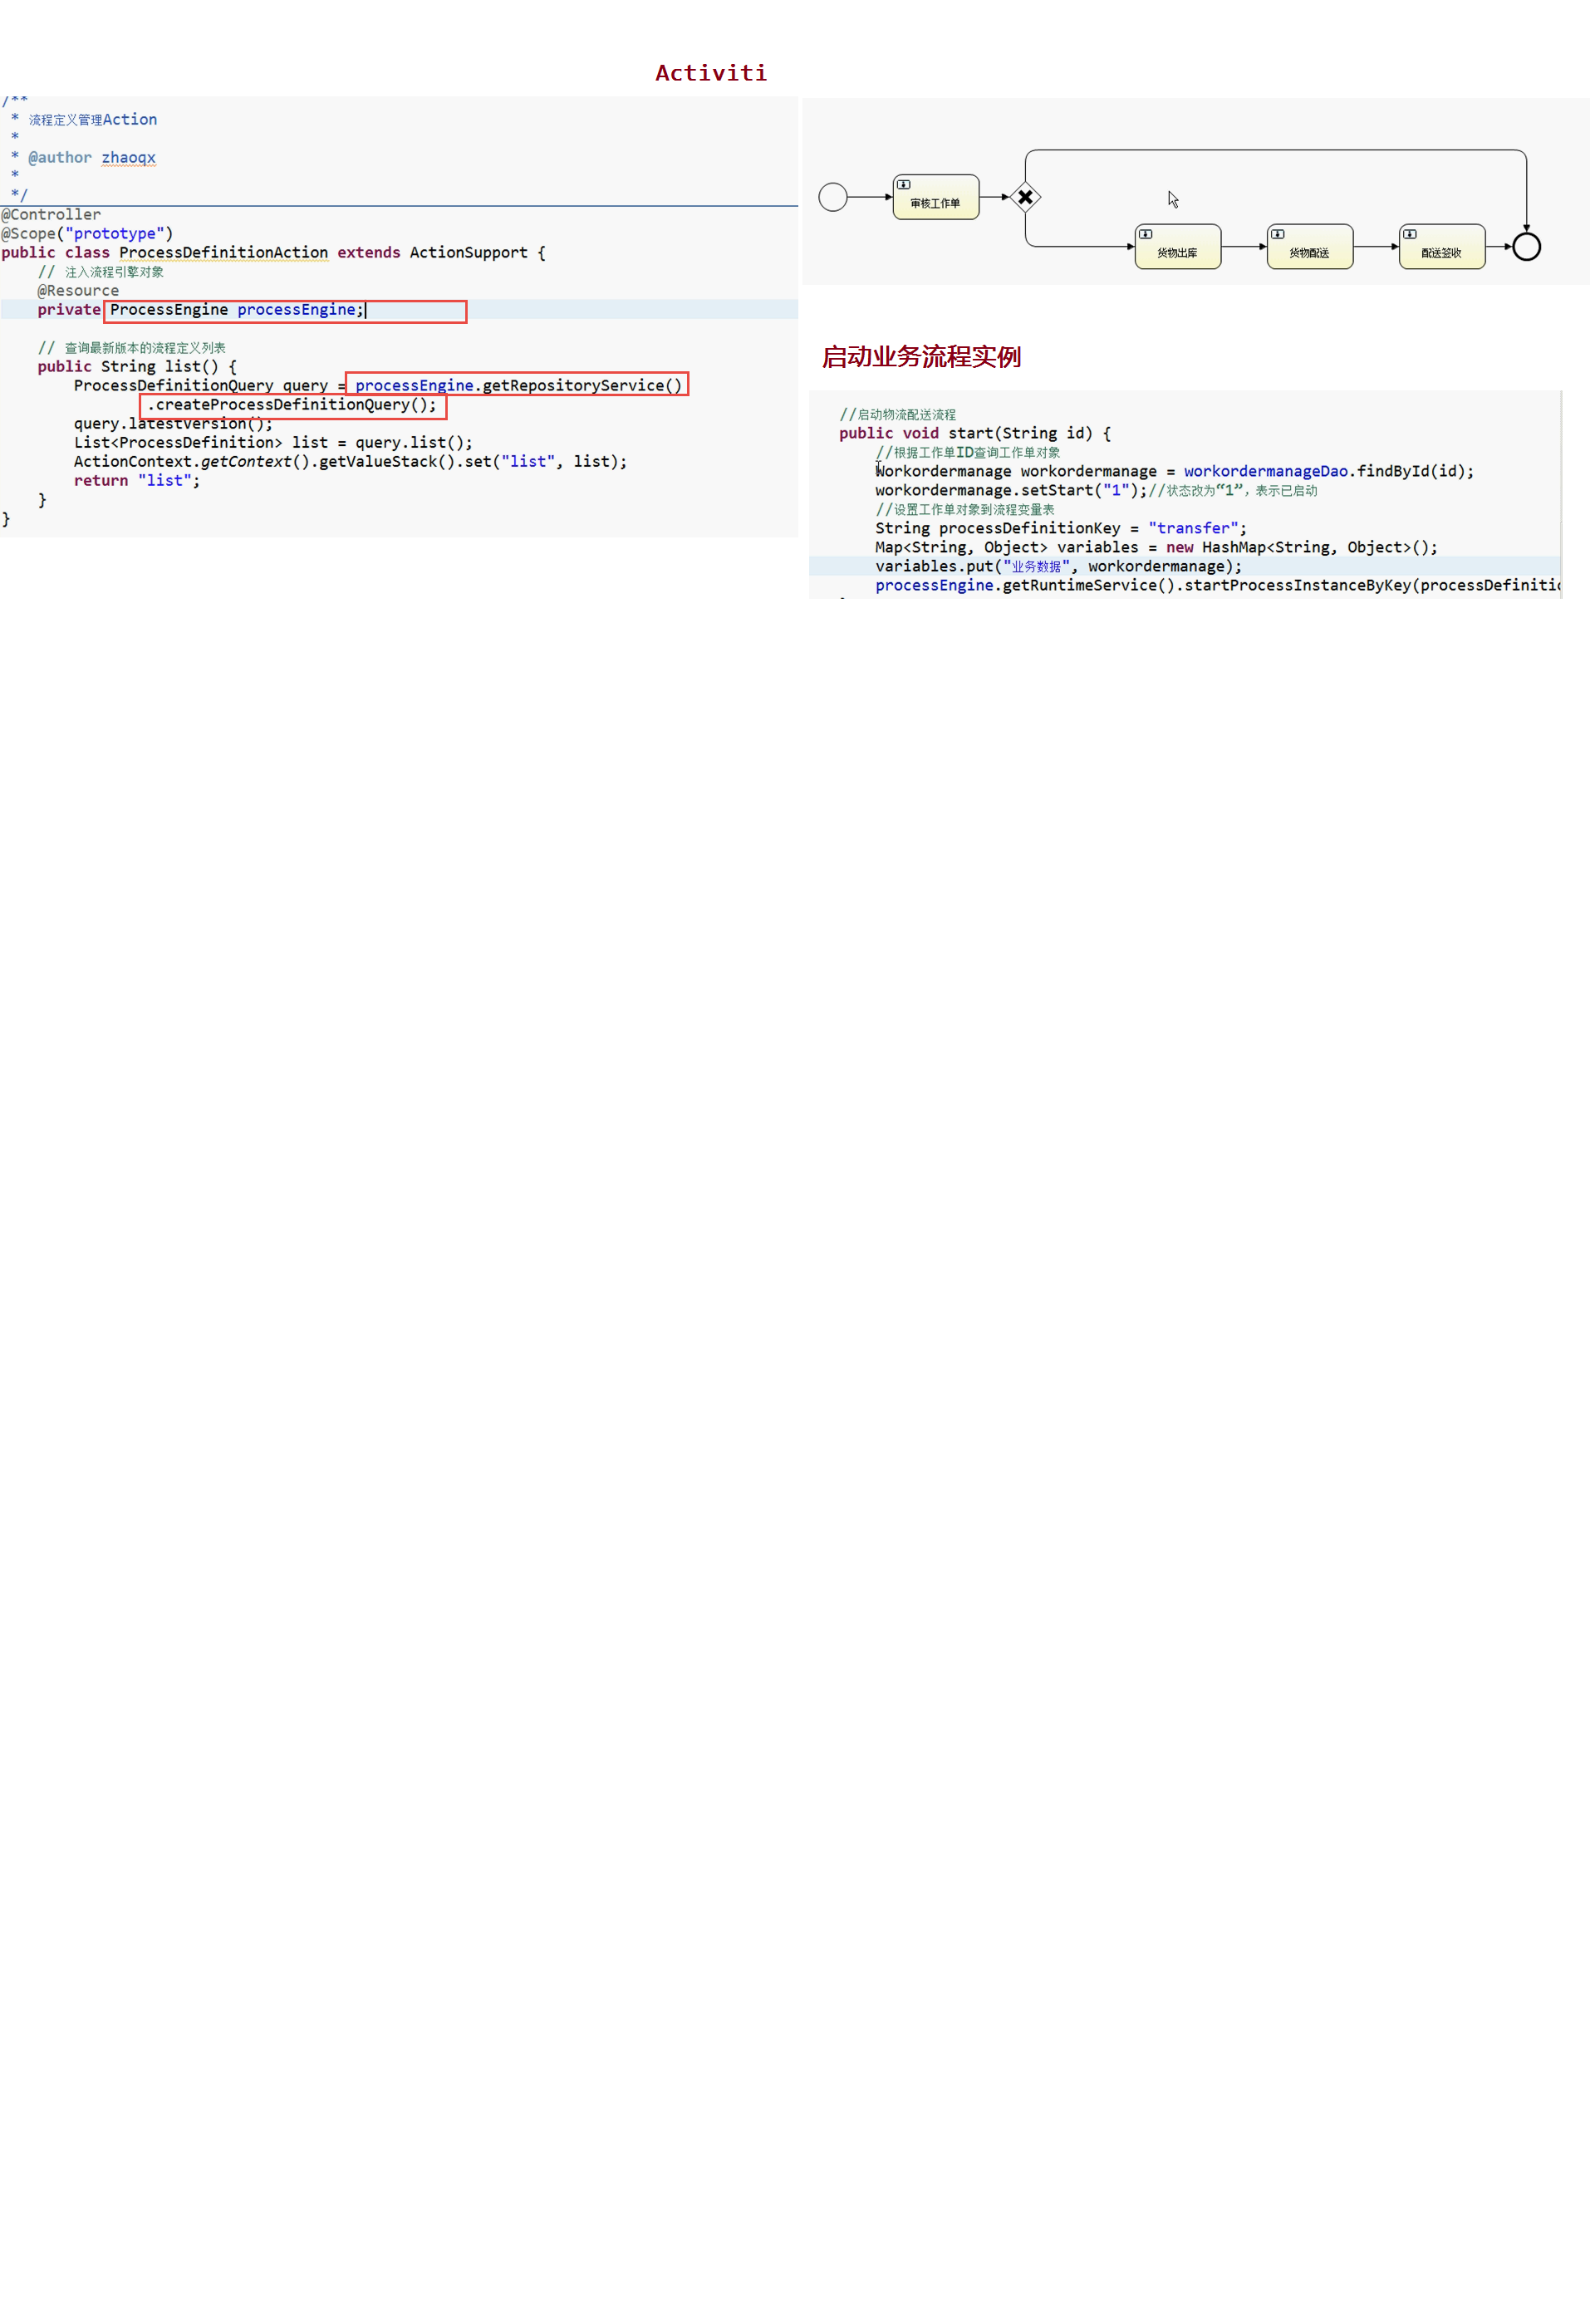 Activiti
/**
 * 流程定义管理Action
 *
 * @author zhaoqx
 *
 */
@Controller
@Scope("prototype")
public class ProcessDefinitionAction extends ActionSupport {
    // 注入流程引擎对象
    @Resource
    private ProcessEngine processEngine;
    // 查询最新版本的流程定义列表
    public String list() {
        ProcessDefinitionQuery query = processEngine.getRepositoryService()
                .createProcessDefinitionQuery();
        query.latestVersion();
        List<ProcessDefinition> list = query.list();
        ActionContext.getContext().getValueStack().set("list", list);
        return "list";
    }
}
审核工作单
货物出库
货物配送
配送签收
启动业务流程实例
//启动物流配送流程
public void start(String id) {
    //根据工作单ID查询工作单对象
    Workordermanage workordermanage = workordermanageDao.findById(id);
    workordermanage.setStart("1");//状态改为“1”，表示已启动
    //设置工作单对象到流程变量表
    String processDefinitionKey = "transfer";
    Map<String, Object> variables = new HashMap<String, Object>();
    variables.put("业务数据", workordermanage);
    processEngine.getRuntimeService().startProcessInstanceByKey(processDefiniti